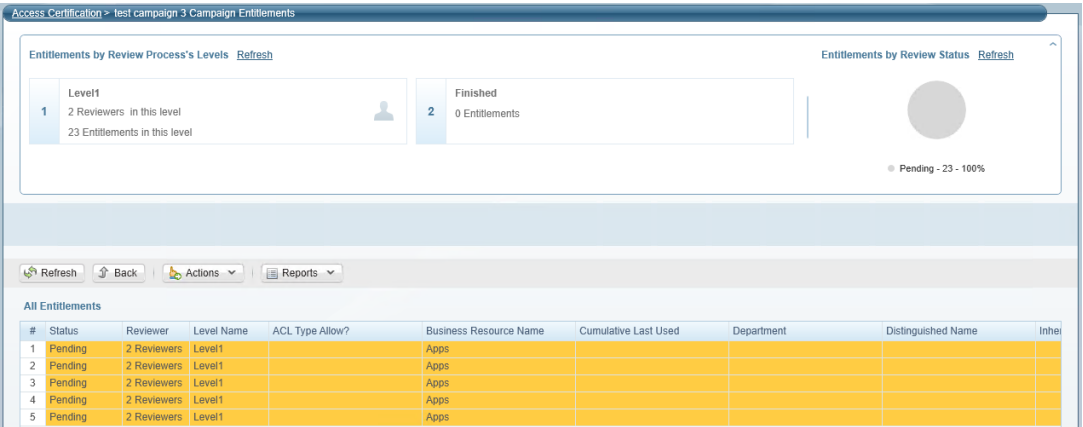 Access Certification > test campaign 3 Campaign Entitlements
Entitlements by Review Process's Levels Refresh
Entitlements by Review Status Refresh
1
Level1
2 Reviewers in this level
23 Entitlements in this level
2
Finished
0 Entitlements
Pending - 23 - 100%
Refresh Back Actions Reports
All Entitlements
# Status Reviewer Level Name ACL Type Allow? Business Resource Name Cumulative Last Used Department Distinguished Name Inher
1 Pending 2 Reviewers Level1 Apps
2 Pending 2 Reviewers Level1 Apps
3 Pending 2 Reviewers Level1 Apps
4 Pending 2 Reviewers Level1 Apps
5 Pending 2 Reviewers Level1 Apps